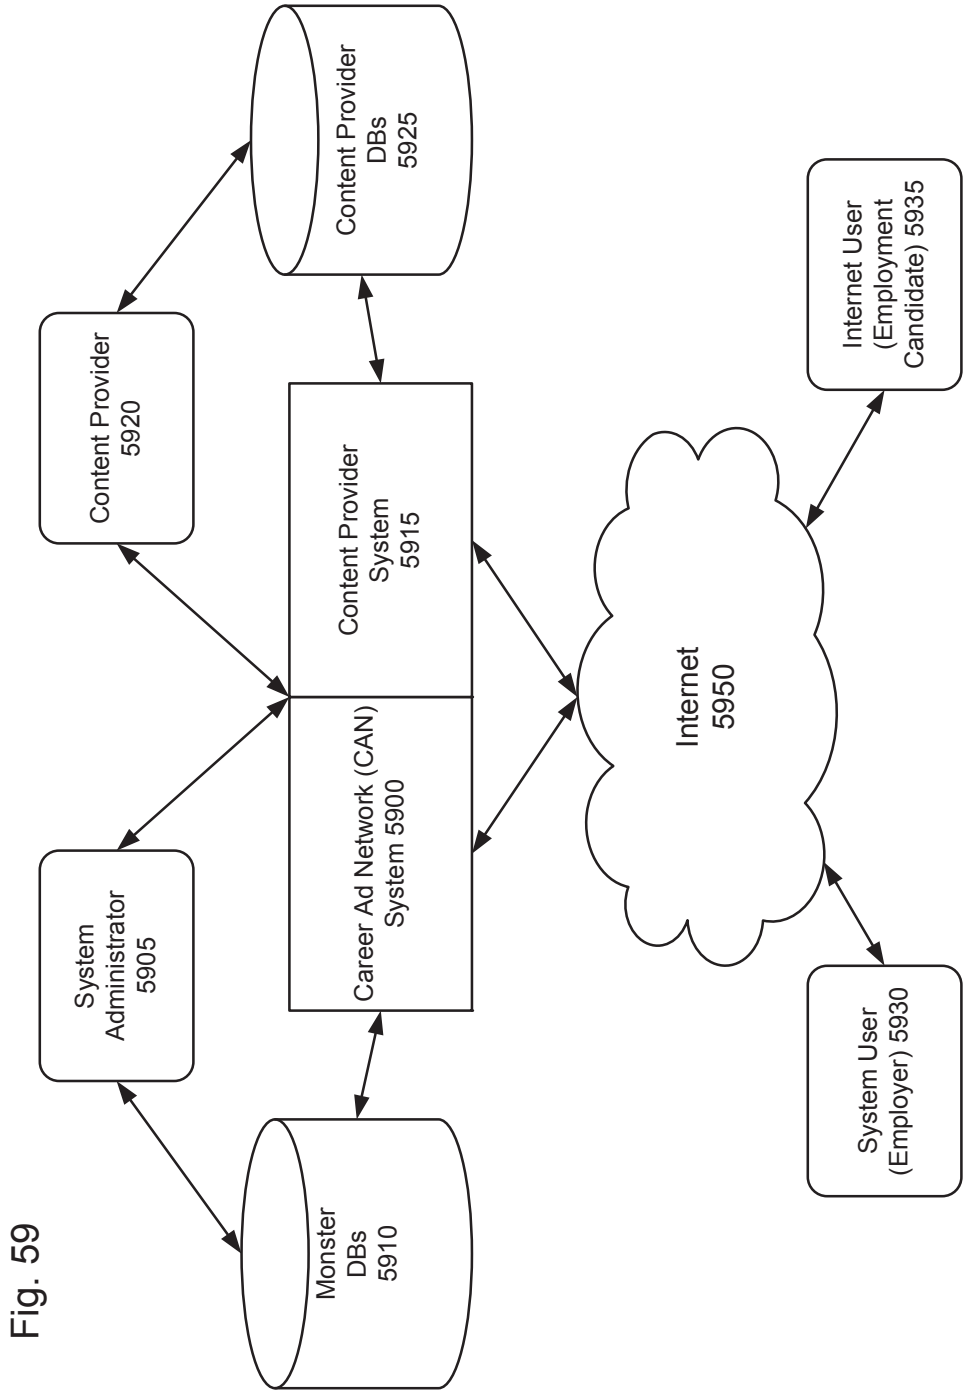 Fig. 59
System
Administrator
5905
Content Provider
5920
Monster
DBs
5910
Career Ad Network (CAN)
System 5900
Content Provider
System
5915
Content Provider
DBs
5925
Internet
5950
System User
(Employer) 5930
Internet User
(Employment
Candidate) 5935